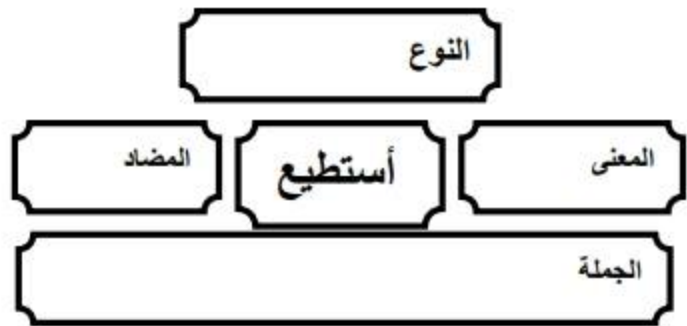 النوع
المعنى
أستطيع
المضاد
الجملة